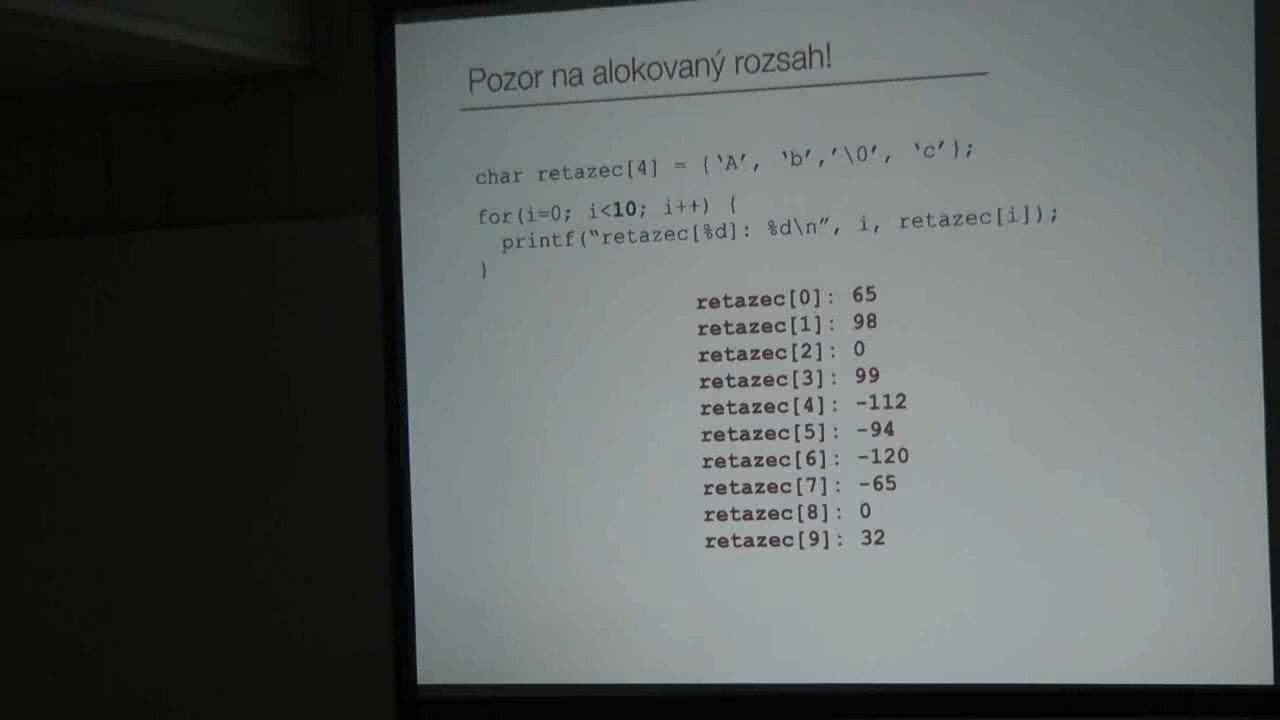 Pozor na alokovaný rozsah!
char retazec[4] = {‘A’, ‘b’,’\0’, ‘c’};
for(i=0; i<10; i++) {
printf(“retazec[%d]: %d\n”, i, retazec[i]);
}
retazec[0]: 65
retazec[1]: 98
retazec[2]: 0
retazec[3]: 99
retazec[4]: -112
retazec[5]: -94
retazec[6]: -120
retazec[7]: -65
retazec[8]: 0
retazec[9]: 32